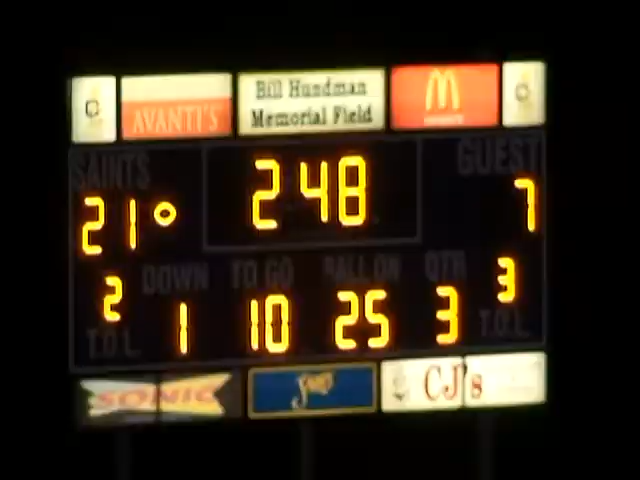 C AVANTI'S Bill Hundman Memorial Field M McDonald's C
SAINTS GUEST
21 248 7
DOWN TO GO BALL ON QTR
2 1 10 25 3 3
T.O.L. T.O.L.
SONIC CJ's